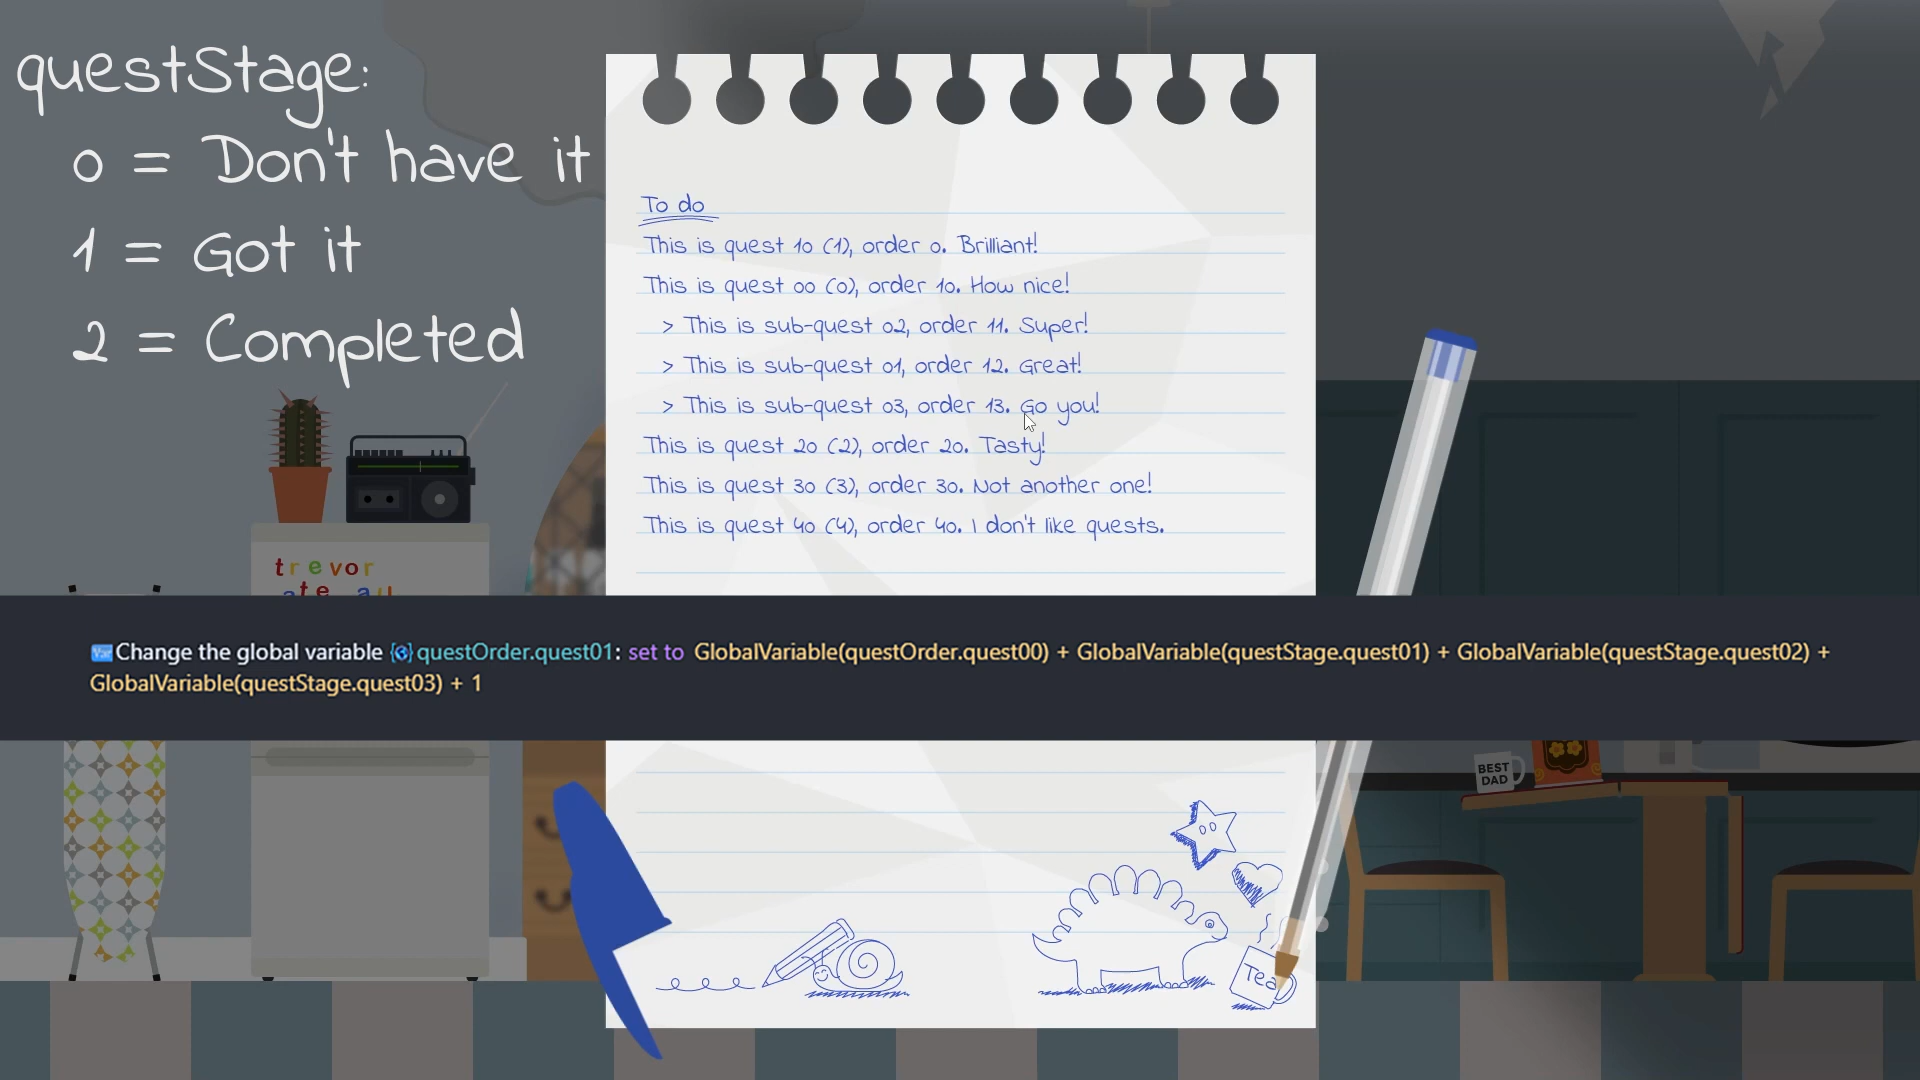 questStage:
0 = Don't have it
1 = Got it
2 = Completed
To do
This is quest 10 (1), order 0. Brilliant!
This is quest 00 (0), order 10. How nice!
> This is sub-quest 02, order 11. Super!
> This is sub-quest 01, order 12. Great!
> This is sub-quest 03, order 13. Go you!
This is quest 20 (2), order 20. Tasty!
This is quest 30 (3), order 30. Not another one!
This is quest 40 (4), order 40. I don't like quests.
trevor
ate all
Change the global variable questOrder.quest01: set to GlobalVariable(questOrder.quest00) + GlobalVariable(questStage.quest01) + GlobalVariable(questStage.quest02) +
GlobalVariable(questStage.quest03) + 1
BEST
DAD
Tea